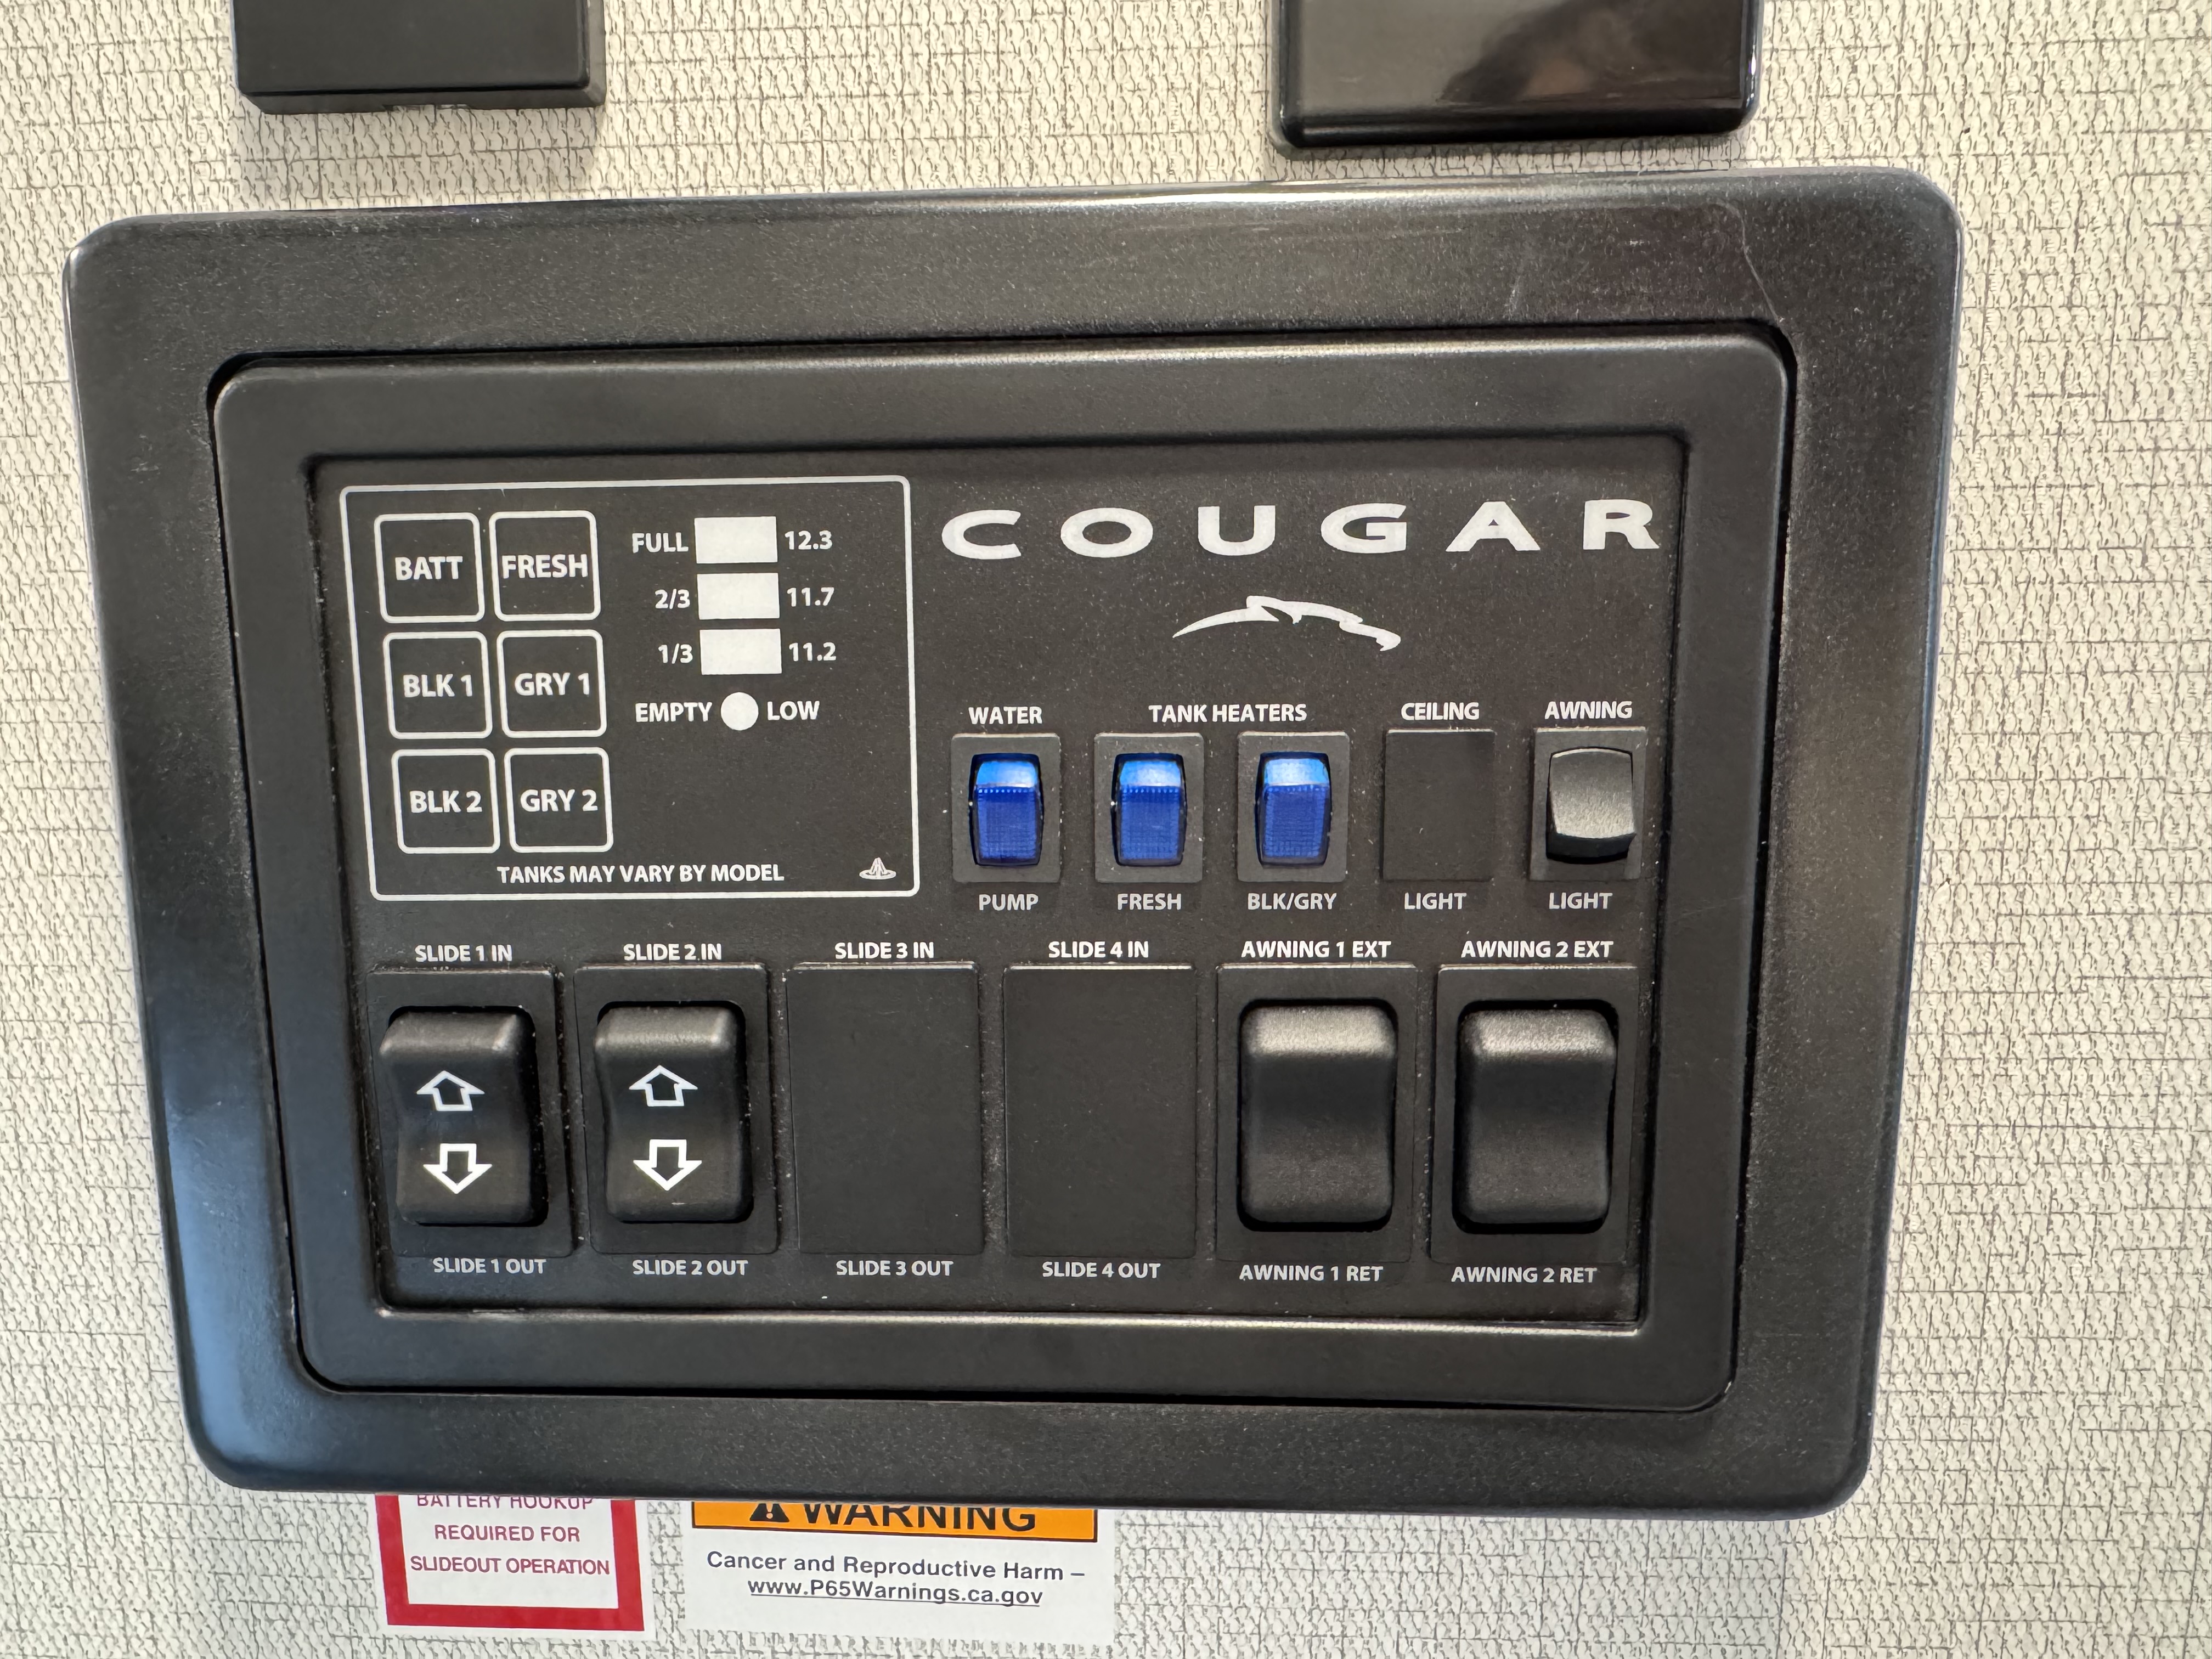 BATT FRESH
BLK 1 GRY 1
BLK 2 GRY 2
FULL 12.3
2/3 11.7
1/3 11.2
EMPTY LOW
TANKS MAY VARY BY MODEL
COUGAR
WATER TANK HEATERS CEILING AWNING
PUMP FRESH BLK/GRY LIGHT LIGHT
SLIDE 1 IN SLIDE 2 IN SLIDE 3 IN SLIDE 4 IN AWNING 1 EXT AWNING 2 EXT
SLIDE 1 OUT SLIDE 2 OUT SLIDE 3 OUT SLIDE 4 OUT AWNING 1 RET AWNING 2 RET
BATTERY HOOKUP
REQUIRED FOR
SLIDEOUT OPERATION
WARNING
Cancer and Reproductive Harm –
www.P65Warnings.ca.gov